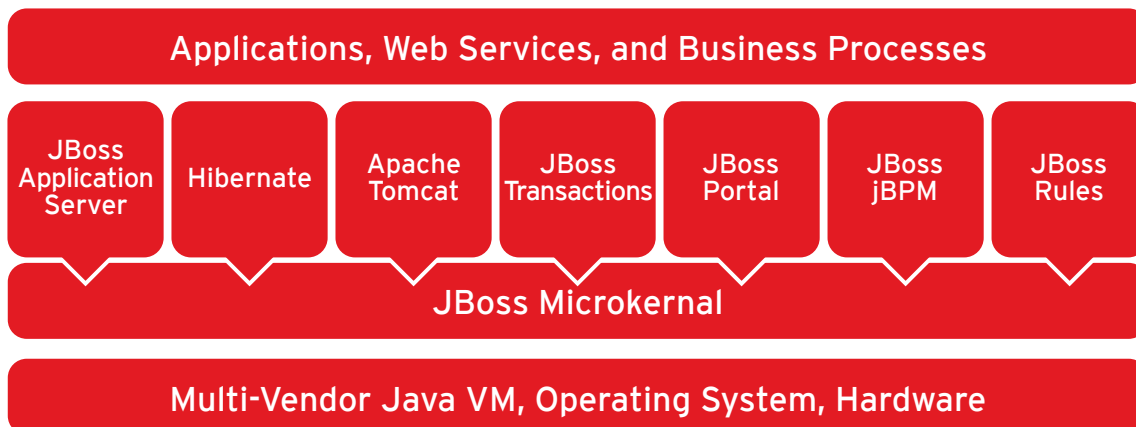 Applications, Web Services, and Business Processes
JBoss
Application
Server
Hibernate
Apache
Tomcat
JBoss
Transactions
JBoss
Portal
JBoss
jBPM
JBoss
Rules
JBoss Microkernal
Multi-Vendor Java VM, Operating System, Hardware